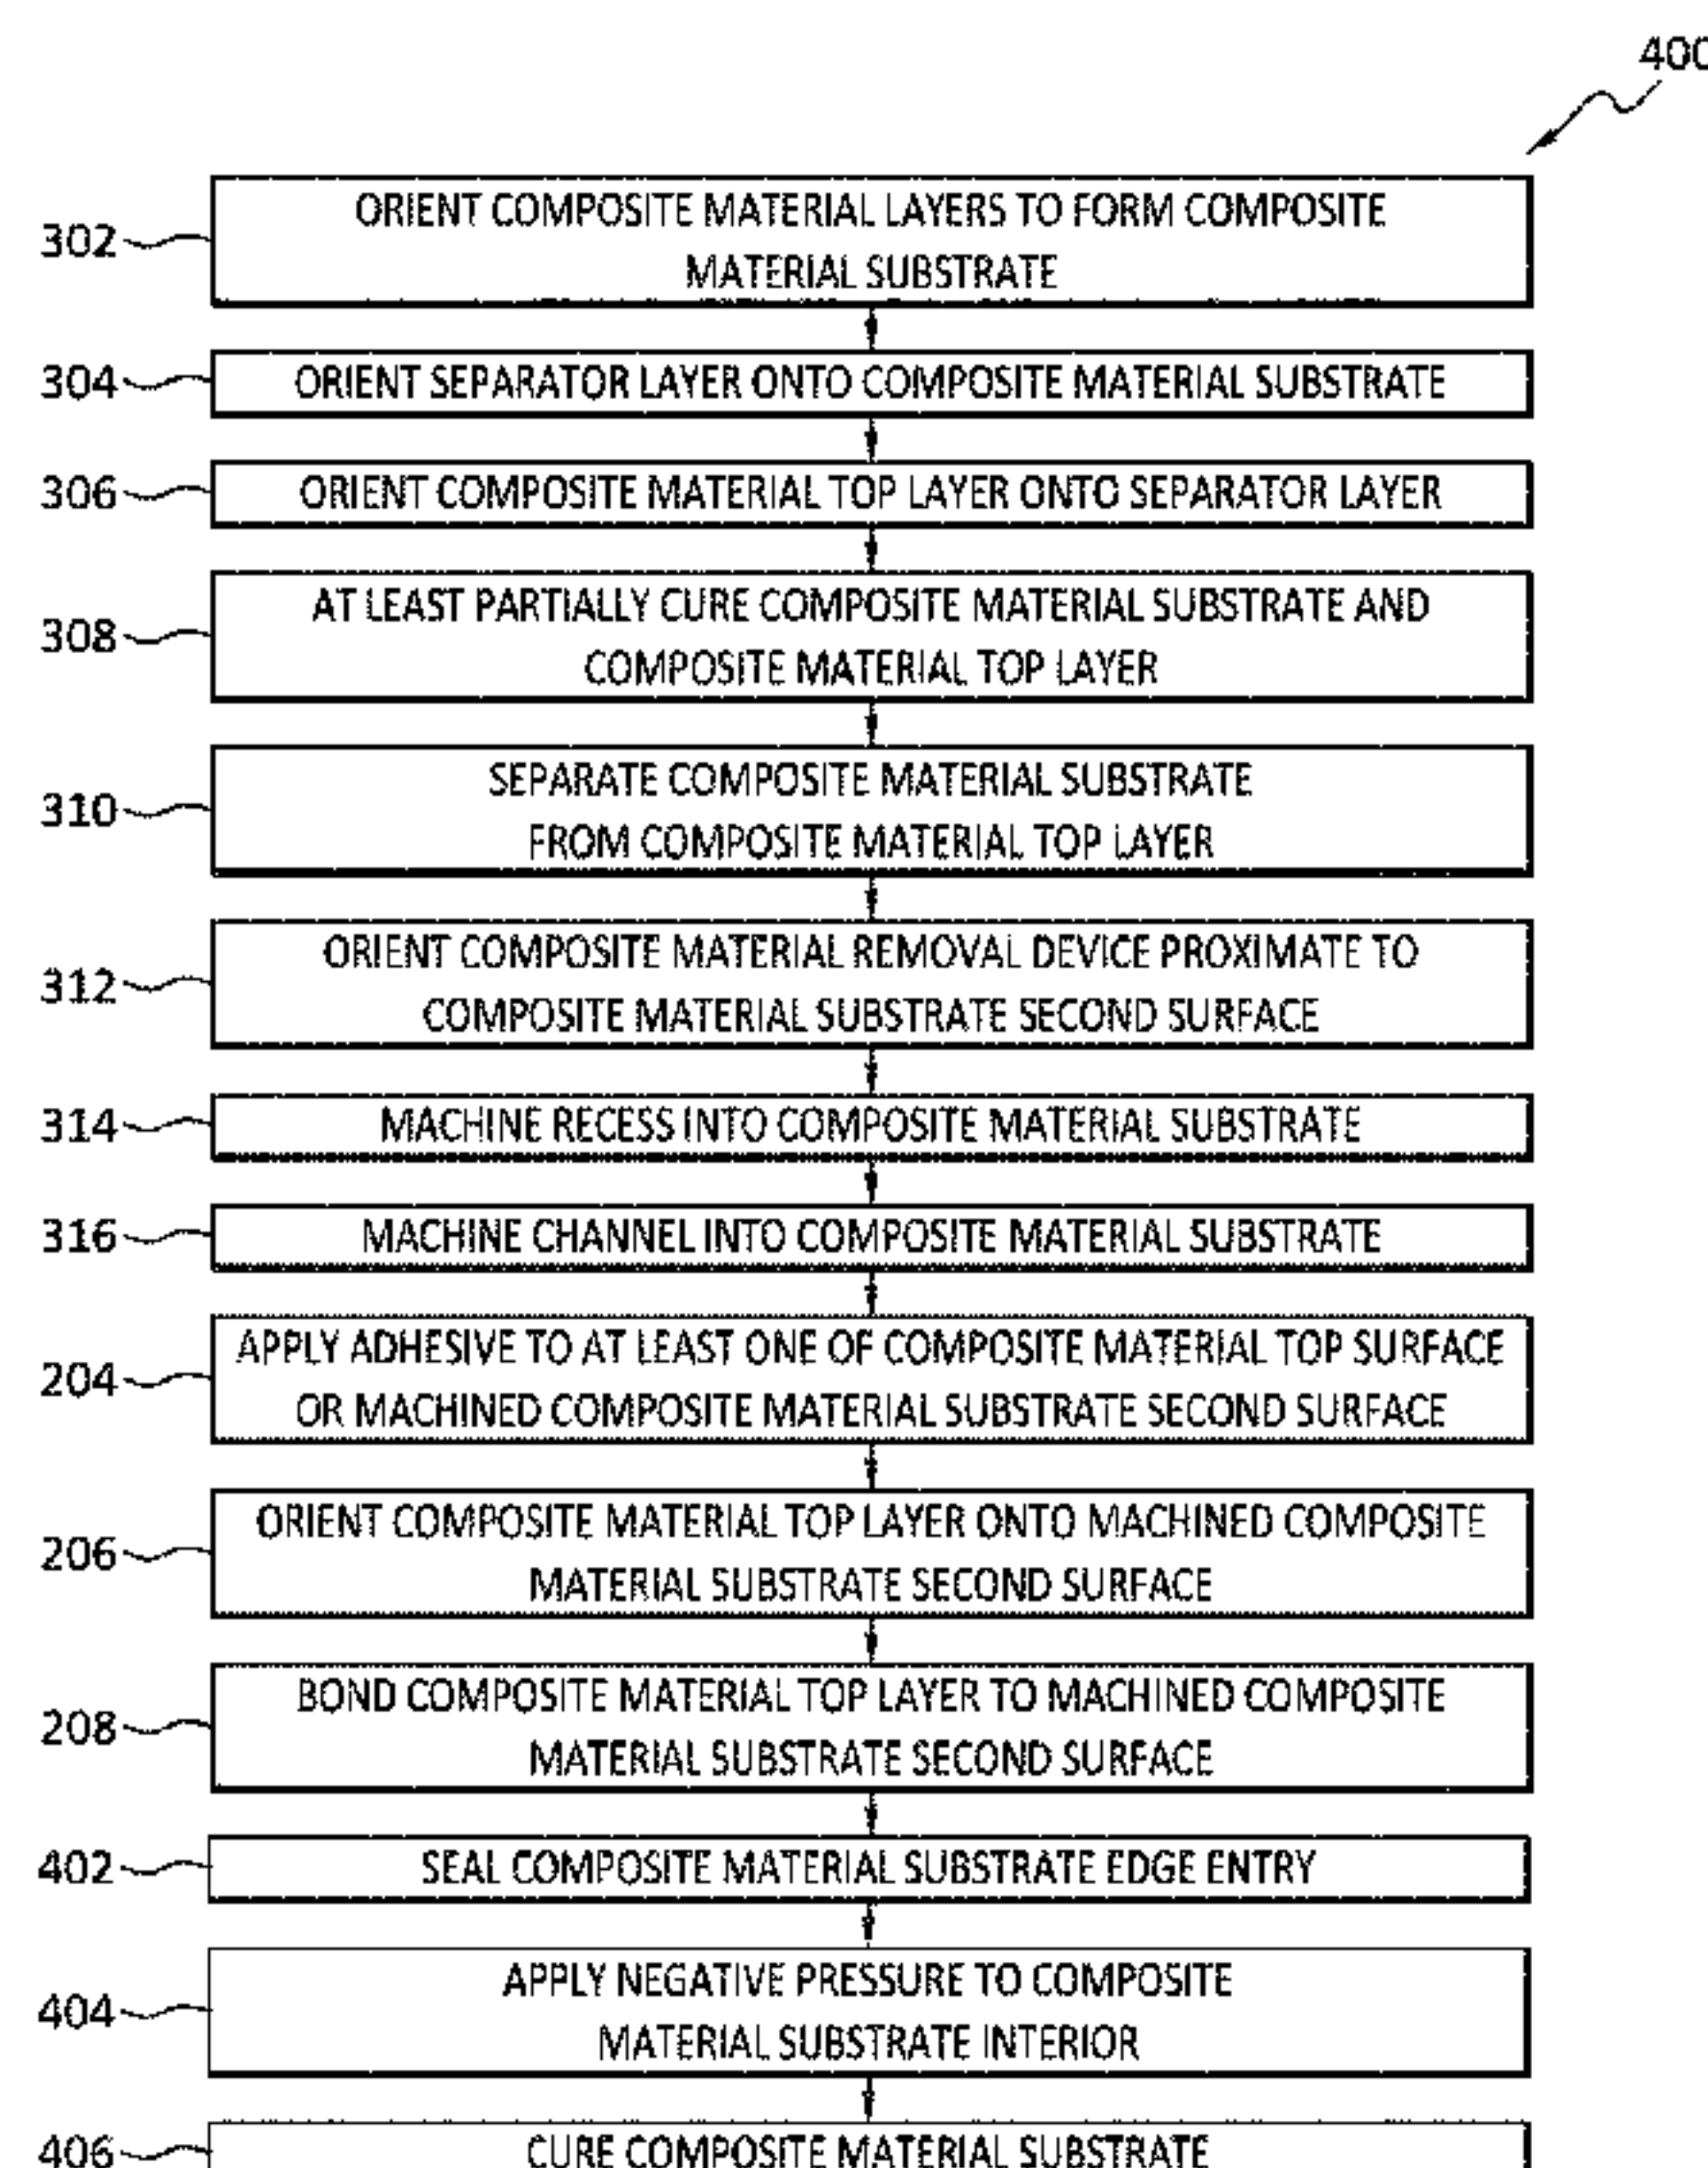 400
302
ORIENT COMPOSITE MATERIAL LAYERS TO FORM COMPOSITE
MATERIAL SUBSTRATE
304
ORIENT SEPARATOR LAYER ONTO COMPOSITE MATERIAL SUBSTRATE
306
ORIENT COMPOSITE MATERIAL TOP LAYER ONTO SEPARATOR LAYER
308
AT LEAST PARTIALLY CURE COMPOSITE MATERIAL SUBSTRATE AND
COMPOSITE MATERIAL TOP LAYER
310
SEPARATE COMPOSITE MATERIAL SUBSTRATE
FROM COMPOSITE MATERIAL TOP LAYER
312
ORIENT COMPOSITE MATERIAL REMOVAL DEVICE PROXIMATE TO
COMPOSITE MATERIAL SUBSTRATE SECOND SURFACE
314
MACHINE RECESS INTO COMPOSITE MATERIAL SUBSTRATE
316
MACHINE CHANNEL INTO COMPOSITE MATERIAL SUBSTRATE
204
APPLY ADHESIVE TO AT LEAST ONE OF COMPOSITE MATERIAL TOP SURFACE
OR MACHINED COMPOSITE MATERIAL SUBSTRATE SECOND SURFACE
206
ORIENT COMPOSITE MATERIAL TOP LAYER ONTO MACHINED COMPOSITE
MATERIAL SUBSTRATE SECOND SURFACE
208
BOND COMPOSITE MATERIAL TOP LAYER TO MACHINED COMPOSITE
MATERIAL SUBSTRATE SECOND SURFACE
402
SEAL COMPOSITE MATERIAL SUBSTRATE EDGE ENTRY
404
APPLY NEGATIVE PRESSURE TO COMPOSITE
MATERIAL SUBSTRATE INTERIOR
406
CURE COMPOSITE MATERIAL SUBSTRATE